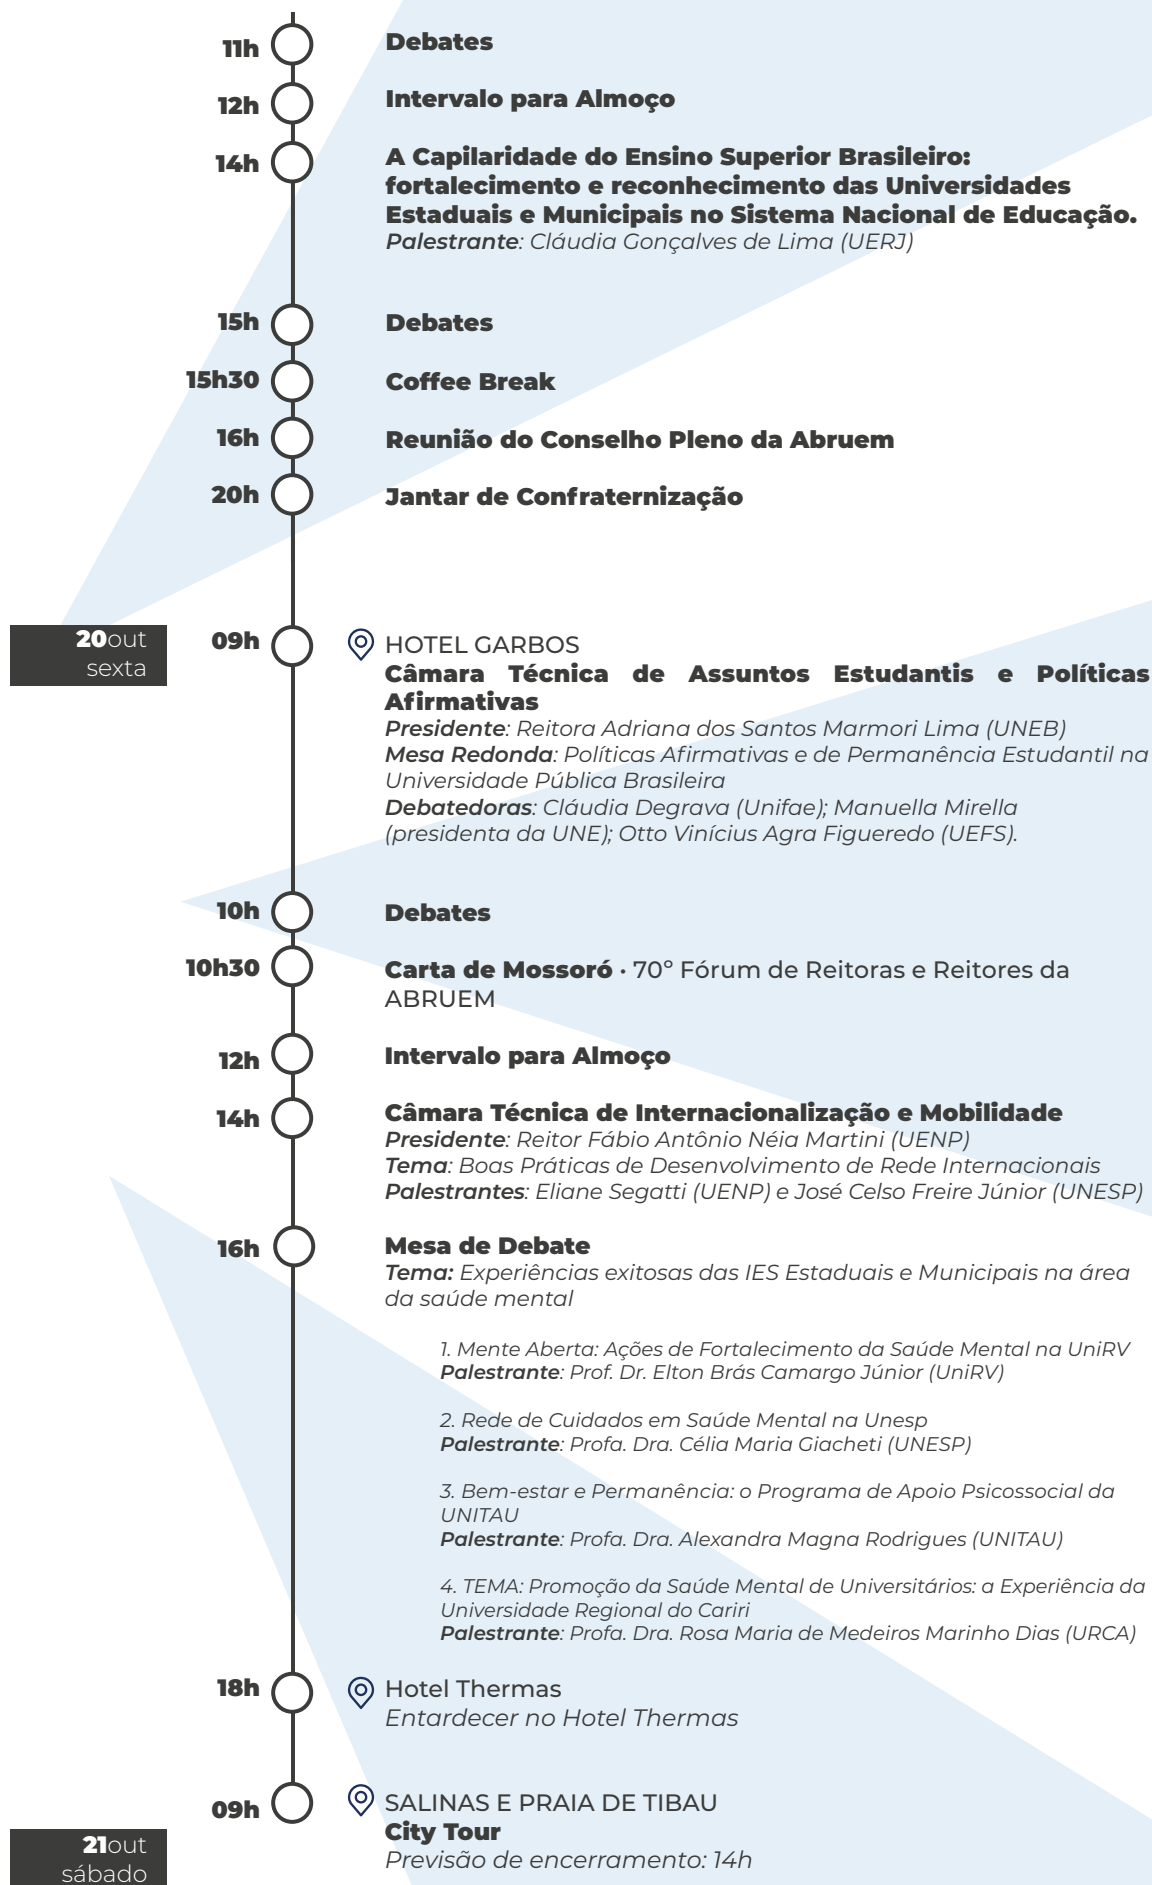 11h
Debates
12h
Intervalo para Almoço
14h
A Capilaridade do Ensino Superior Brasileiro:
fortalecimento e reconhecimento das Universidades
Estaduais e Municipais no Sistema Nacional de Educação.
Palestrante: Cláudia Gonçalves de Lima (UERJ)
15h
Debates
15h30
Coffee Break
16h
Reunião do Conselho Pleno da Abruem
20h
Jantar de Confraternização
20out
sexta
09h
HOTEL GARBOS
Câmara Técnica de Assuntos Estudantis e Políticas
Afirmativas
Presidente: Reitora Adriana dos Santos Marmori Lima (UNEB)
Mesa Redonda: Políticas Afirmativas e de Permanência Estudantil na
Universidade Pública Brasileira
Debatedoras: Cláudia Degrava (Unifae); Manuella Mirella
(presidenta da UNE); Otto Vinícius Agra Figueredo (UEFS).
10h
Debates
10h30
Carta de Mossoró · 70º Fórum de Reitoras e Reitores da
ABRUEM
12h
Intervalo para Almoço
14h
Câmara Técnica de Internacionalização e Mobilidade
Presidente: Reitor Fábio Antônio Néia Martini (UENP)
Tema: Boas Práticas de Desenvolvimento de Rede Internacionais
Palestrantes: Eliane Segatti (UENP) e José Celso Freire Júnior (UNESP)
16h
Mesa de Debate
Tema: Experiências exitosas das IES Estaduais e Municipais na área
da saúde mental
1. Mente Aberta: Ações de Fortalecimento da Saúde Mental na UniRV
Palestrante: Prof. Dr. Elton Brás Camargo Júnior (UniRV)
2. Rede de Cuidados em Saúde Mental na Unesp
Palestrante: Profa. Dra. Célia Maria Giacheti (UNESP)
3. Bem-estar e Permanência: o Programa de Apoio Psicossocial da
UNITAU
Palestrante: Profa. Dra. Alexandra Magna Rodrigues (UNITAU)
4. TEMA: Promoção da Saúde Mental de Universitários: a Experiência da
Universidade Regional do Cariri
Palestrante: Profa. Dra. Rosa Maria de Medeiros Marinho Dias (URCA)
18h
Hotel Thermas
Entardecer no Hotel Thermas
09h
SALINAS E PRAIA DE TIBAU
City Tour
Previsão de encerramento: 14h
21out
sábado